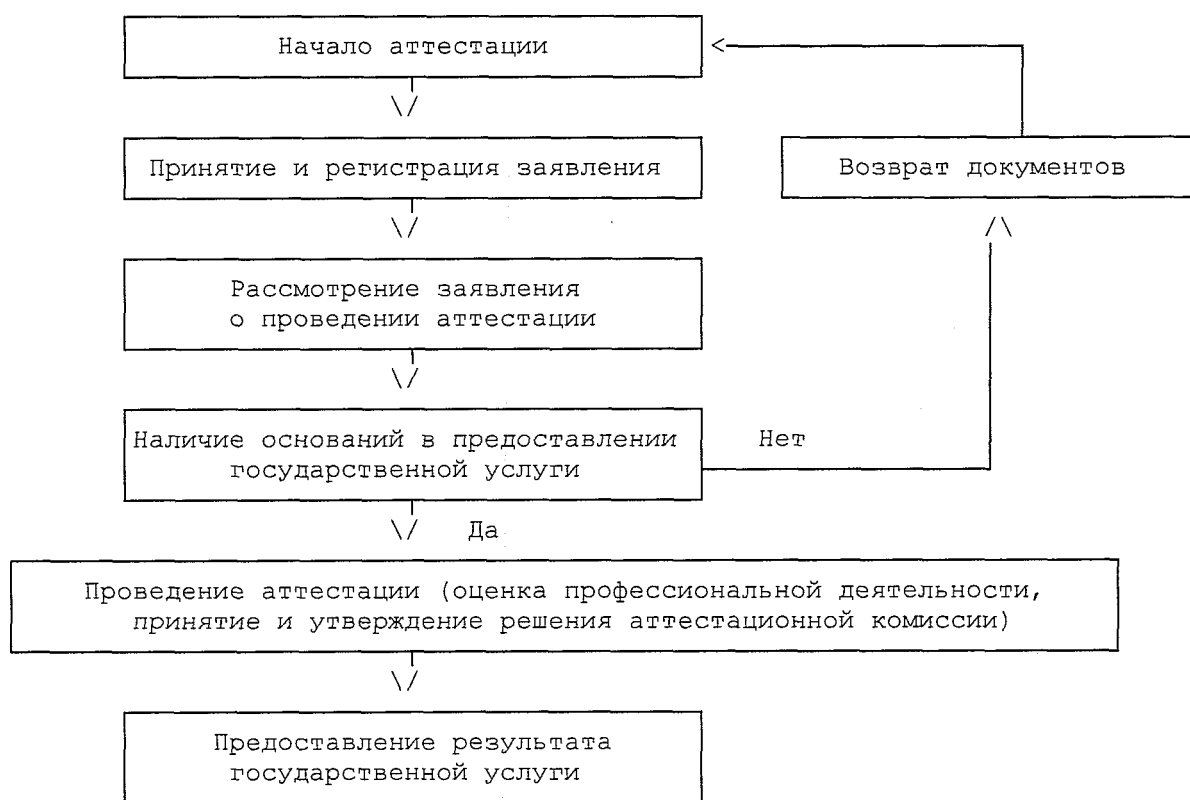 Начало аттестации
Принятие и регистрация заявления
Возврат документов
Рассмотрение заявления
о проведении аттестации
Наличие оснований в предоставлении
государственной услуги
Нет
Да
Проведение аттестации (оценка профессиональной деятельности,
принятие и утверждение решения аттестационной комиссии)
Предоставление результата
государственной услуги